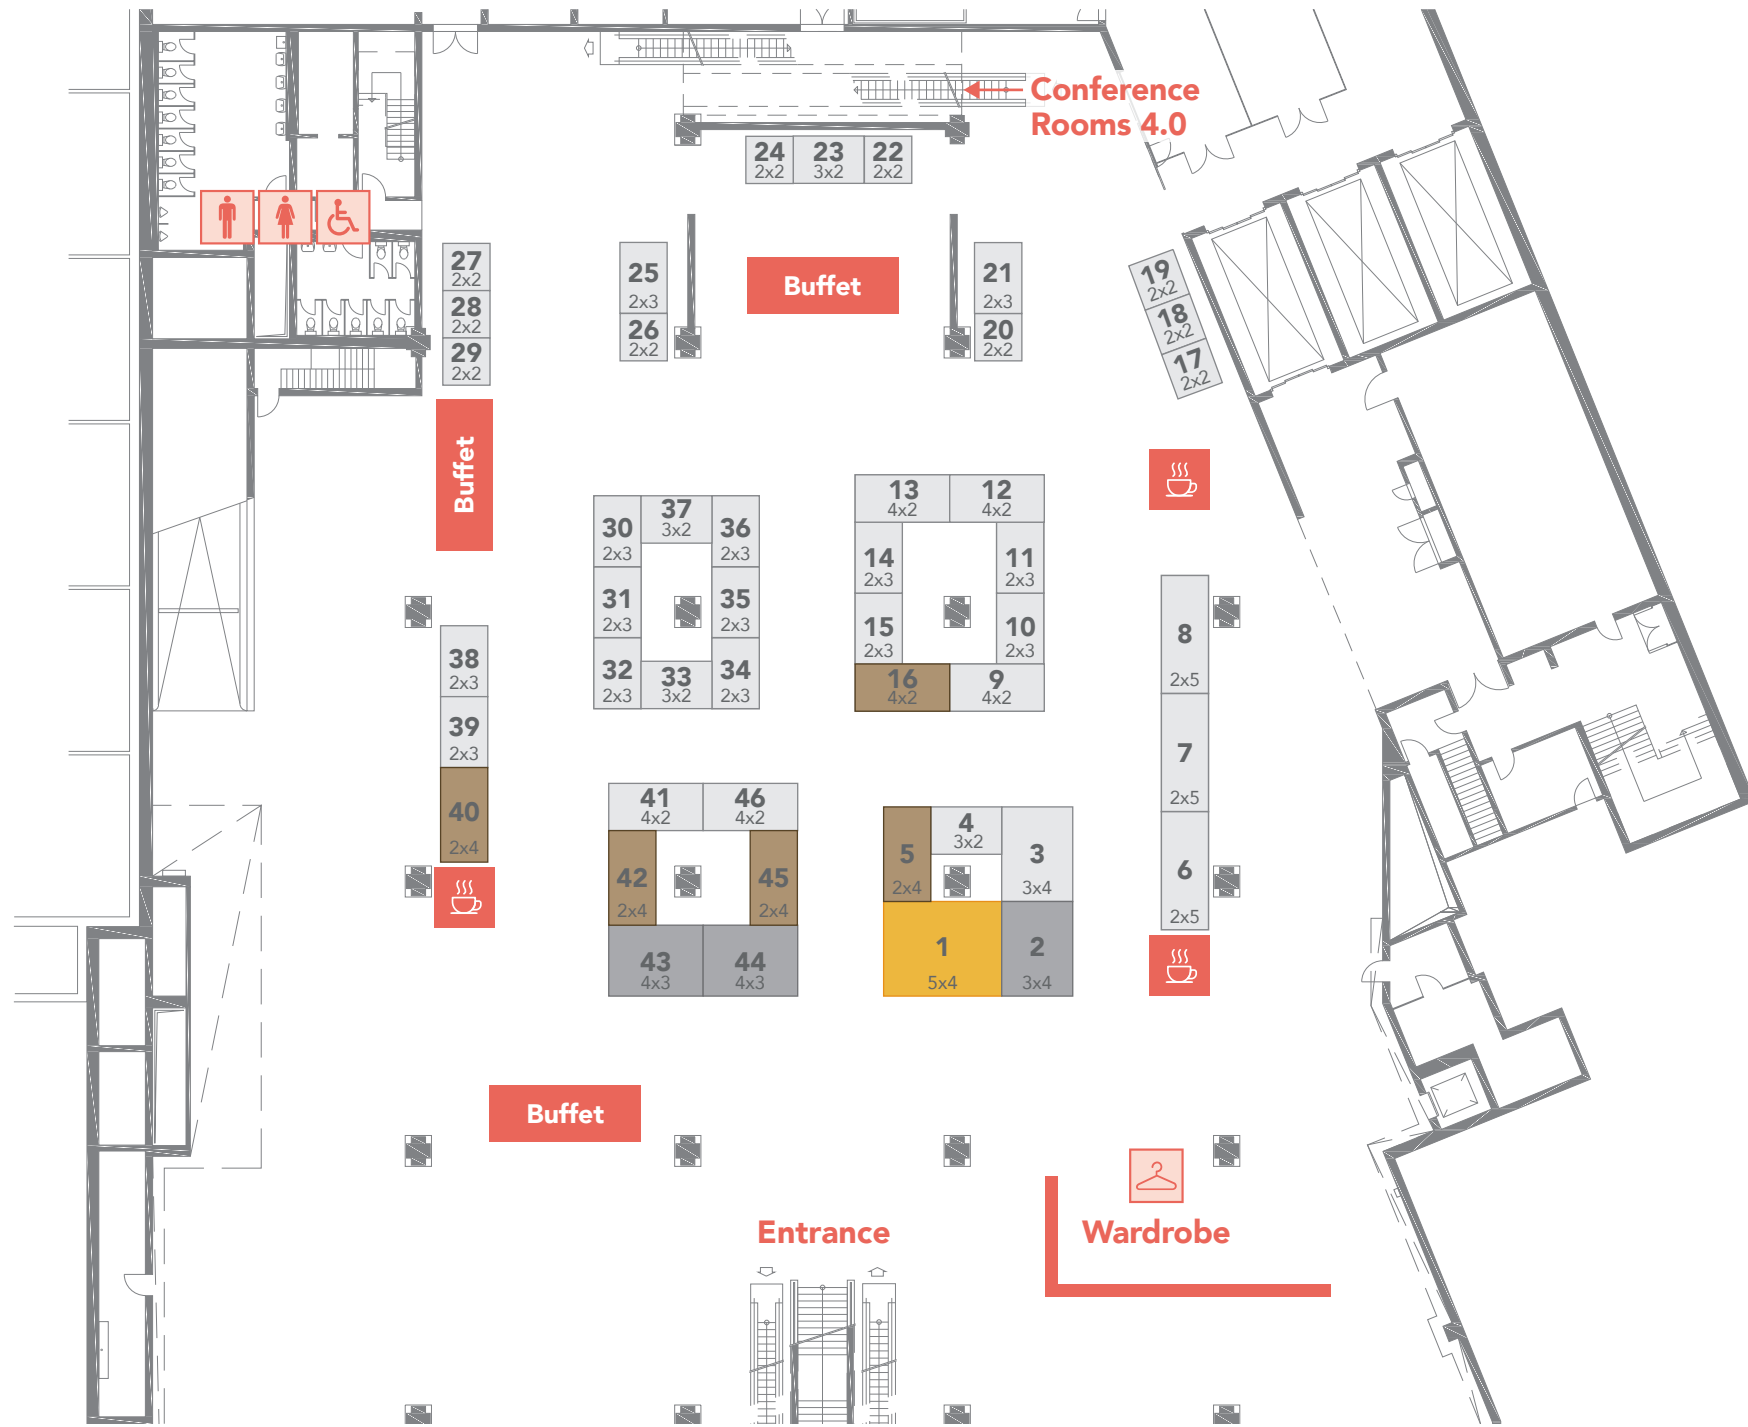 Conference
Rooms 4.0
24
2x2
23
3x2
22
2x2
27
2x2
28
2x2
29
2x2
25
2x3
26
2x2
Buffet
21
2x3
20
2x2
19
2x2
18
2x2
17
2x2
Buffet
30
2x3
37
3x2
36
2x3
31
2x3
35
2x3
32
2x3
33
3x2
34
2x3
13
4x2
12
4x2
14
2x3
11
2x3
15
2x3
10
2x3
16
4x2
9
4x2
8
2x5
7
2x5
6
2x5
38
2x3
39
2x3
40
2x4
41
4x2
46
4x2
42
2x4
45
2x4
43
4x3
44
4x3
5
2x4
4
3x2
3
3x4
1
5x4
2
3x4
Buffet
Entrance
Wardrobe